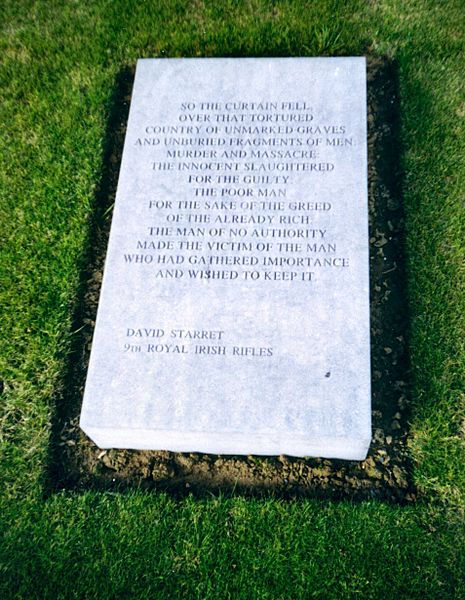 SO THE CURTAIN FELL,
OVER THAT TORTURED
COUNTRY OF UNMARKED GRAVES
AND UNBURIED FRAGMENTS OF MEN:
MURDER AND MASSACRE:
THE INNOCENT SLAUGHTERED
FOR THE GUILTY:
THE POOR MAN
FOR THE SAKE OF THE GREED
OF THE ALREADY RICH:
THE MAN OF NO AUTHORITY
MADE THE VICTIM OF THE MAN
WHO HAD GATHERED IMPORTANCE
AND WISHED TO KEEP IT.
DAVID STARRET
9TH ROYAL IRISH RIFLES